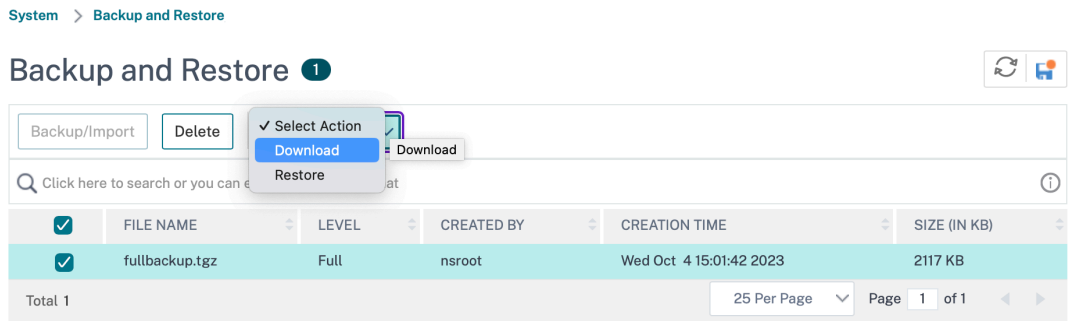 System > Backup and Restore
Backup and Restore 1
Backup/Import Delete
✓ Select Action
Download
Download
Restore
Click here to search or you can e at
FILE NAME LEVEL CREATED BY CREATION TIME SIZE (IN KB)
fullbackup.tgz Full nsroot Wed Oct 4 15:01:42 2023 2117 KB
Total 1 25 Per Page Page 1 of 1